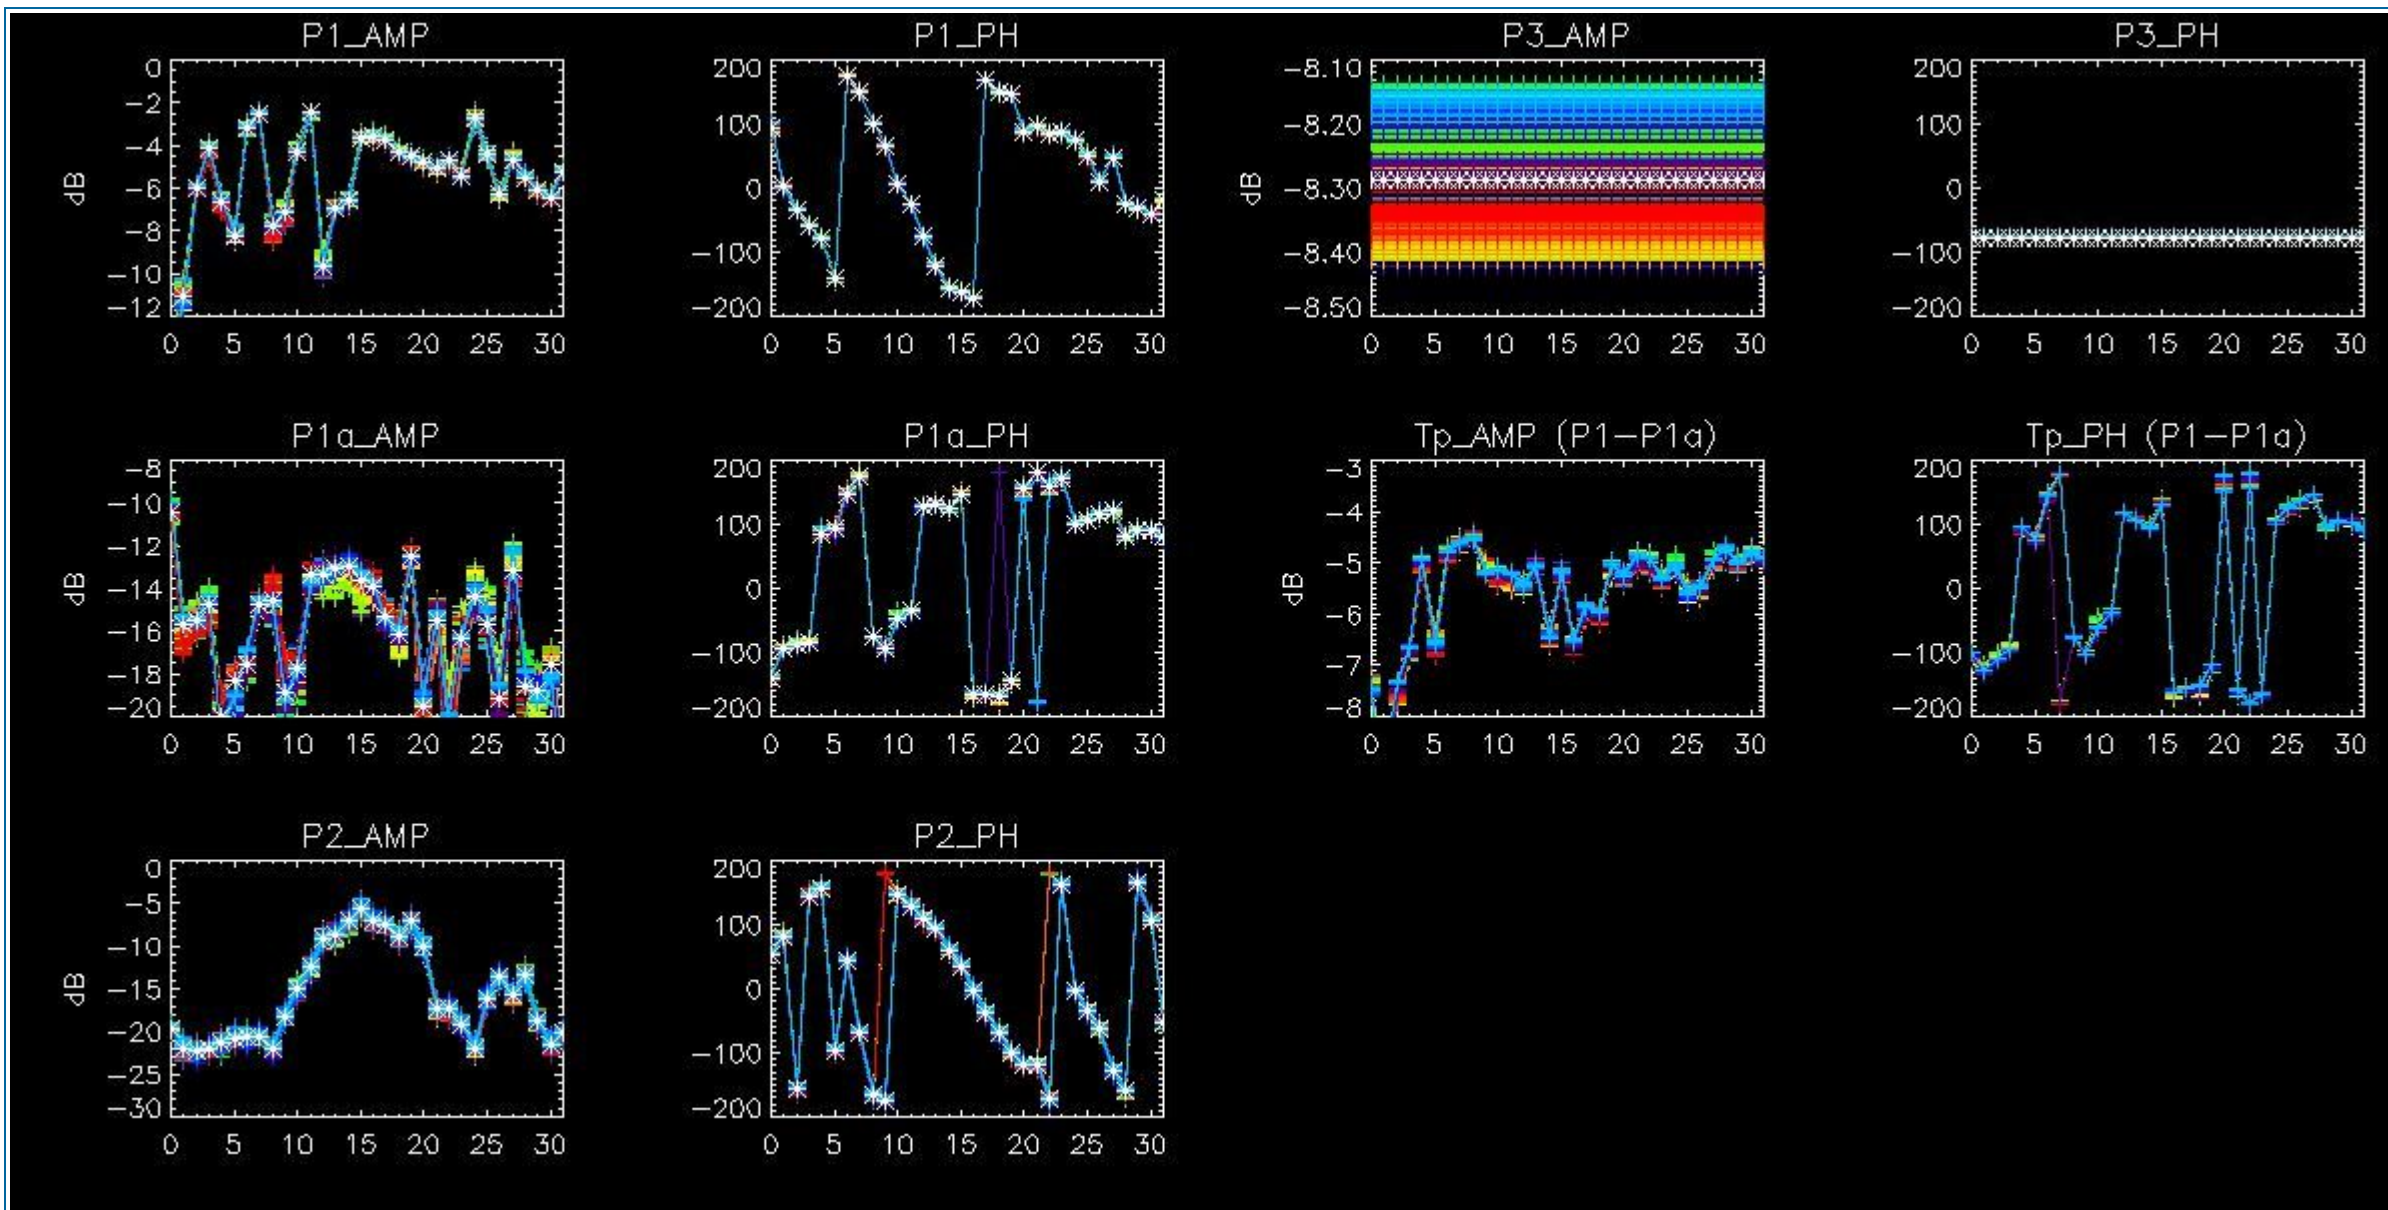 P1_AMP
0
−2
−4
−6
−8
−10
−12
dB
0 5 10 15 20 25 30
P1_PH
200
100
0
−100
−200
0 5 10 15 20 25 30
P3_AMP
−8.10
−8.20
−8.30
−8.40
−8.50
dB
0 5 10 15 20 25 30
P3_PH
200
100
0
−100
−200
0 5 10 15 20 25 30
P1a_AMP
−8
−10
−12
−14
−16
−18
−20
dB
0 5 10 15 20 25 30
P1a_PH
200
100
0
−100
−200
0 5 10 15 20 25 30
Tp_AMP (P1−P1a)
−3
−4
−5
−6
−7
−8
dB
0 5 10 15 20 25 30
Tp_PH (P1−P1a)
200
100
0
−100
−200
0 5 10 15 20 25 30
P2_AMP
0
−5
−10
−15
−20
−25
−30
dB
0 5 10 15 20 25 30
P2_PH
200
100
0
−100
−200
0 5 10 15 20 25 30